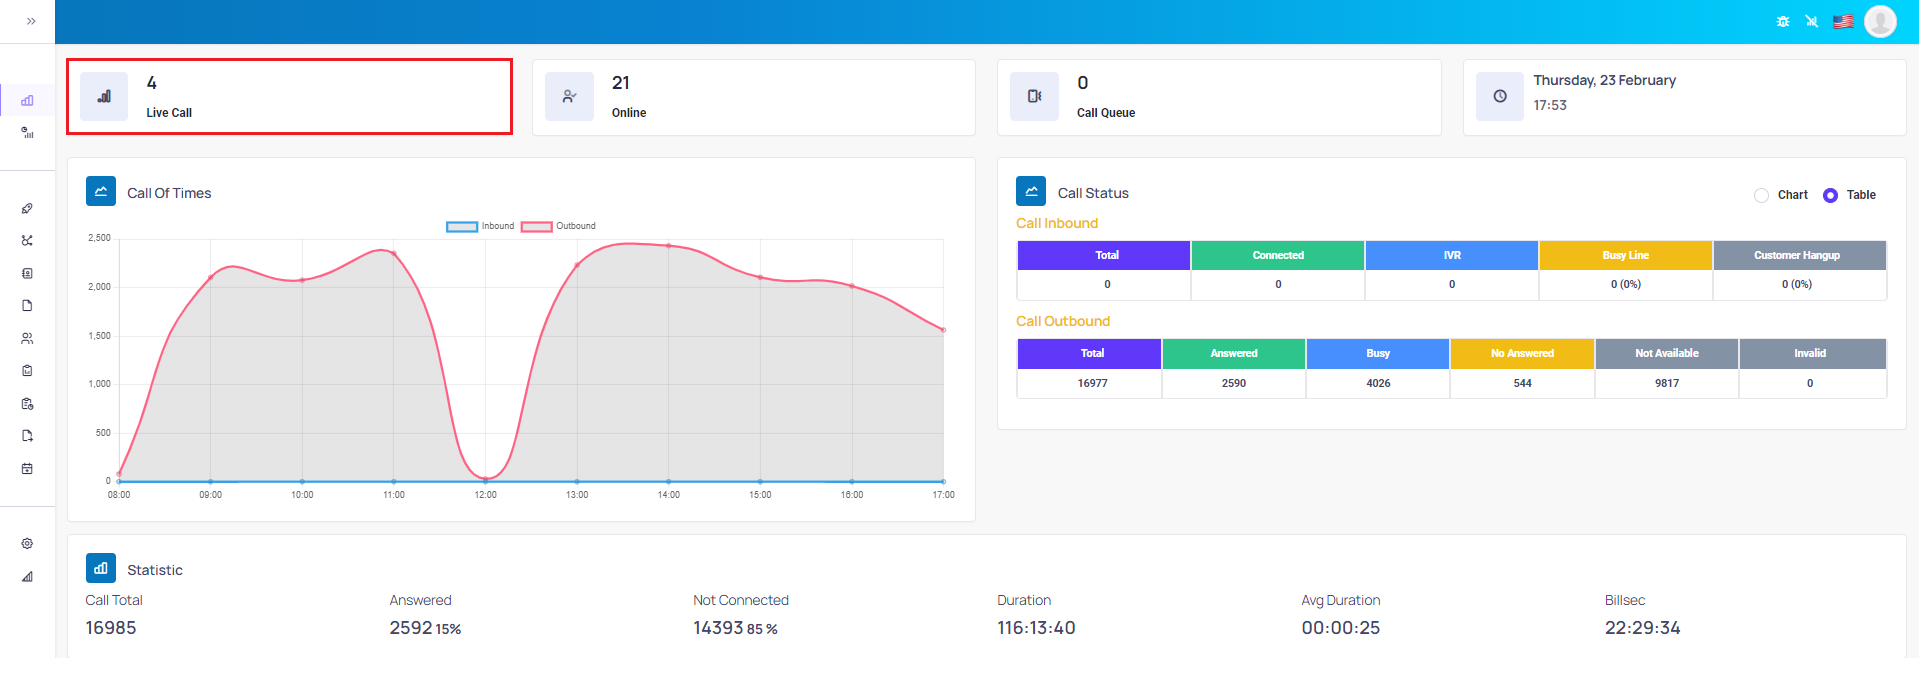 4
Live Call
21
Online
0
Call Queue
Thursday, 23 February
17:53
Call Of Times
Inbound Outbound
2,500
2,000
1,500
1,000
500
0
08:00 09:00 10:00 11:00 12:00 13:00 14:00 15:00 16:00 17:00
Call Status
Chart Table
Call Inbound
Total Connected IVR Busy Line Customer Hangup
0 0 0 0 (0%) 0 (0%)
Call Outbound
Total Answered Busy No Answered Not Available Invalid
16977 2590 4026 544 9817 0
Statistic
Call Total Answered Not Connected Duration Avg Duration Billsec
16985 2592 15% 14393 85 % 116:13:40 00:00:25 22:29:34